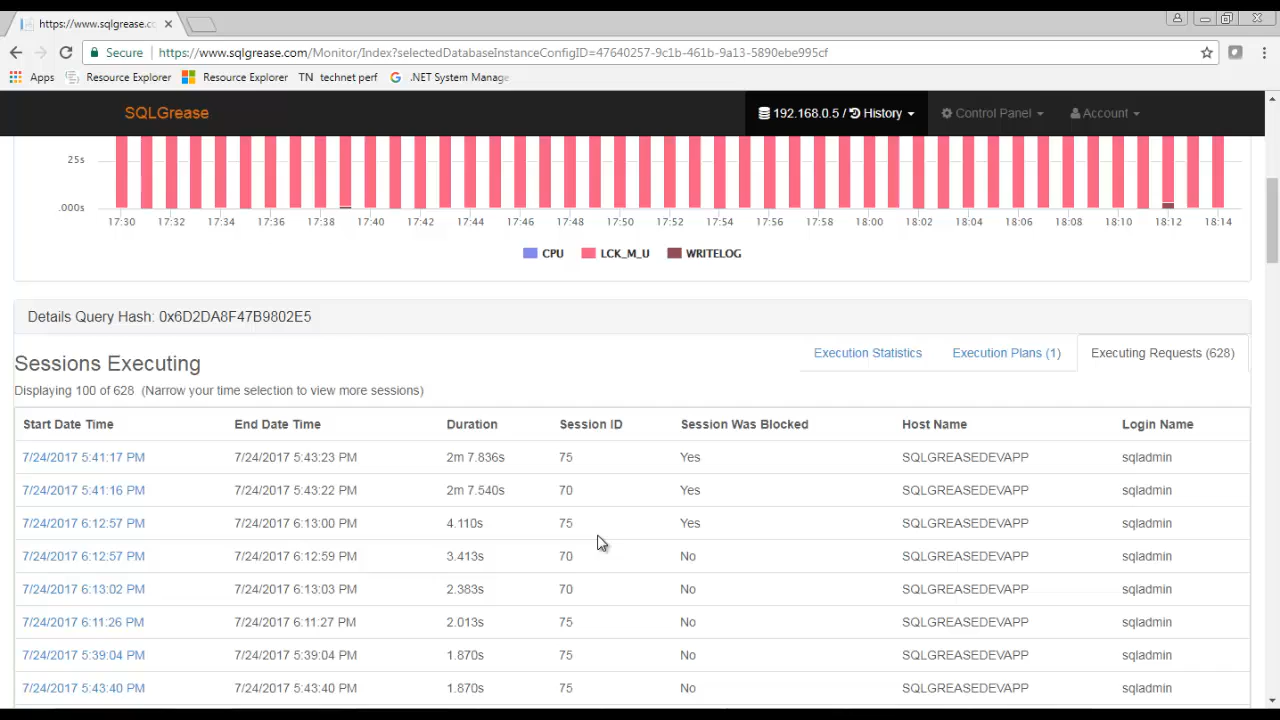 https://www.sqlgrease.cc
Secure https://www.sqlgrease.com/Monitor/Index?selectedDatabaseInstanceConfigID=47640257-9c1b-461b-9a13-5890ebe995cf
Apps Resource Explorer Resource Explorer TN technet perf G .NET System Manage
SQLGrease 192.168.0.5 / History Control Panel Account
25s
.000s
17:30 17:32 17:34 17:36 17:38 17:40 17:42 17:44 17:46 17:48 17:50 17:52 17:54 17:56 17:58 18:00 18:02 18:04 18:06 18:08 18:10 18:12 18:14
CPU LCK_M_U WRITELOG
Details Query Hash: 0x6D2DA8F47B9802E5
Sessions Executing Execution Statistics Execution Plans (1) Executing Requests (628)
Displaying 100 of 628 (Narrow your time selection to view more sessions)
Start Date Time End Date Time Duration Session ID Session Was Blocked Host Name Login Name
7/24/2017 5:41:17 PM 7/24/2017 5:43:23 PM 2m 7.836s 75 Yes SQLGREASEDEVAPP sqladmin
7/24/2017 5:41:16 PM 7/24/2017 5:43:22 PM 2m 7.540s 70 Yes SQLGREASEDEVAPP sqladmin
7/24/2017 6:12:57 PM 7/24/2017 6:13:00 PM 4.110s 75 Yes SQLGREASEDEVAPP sqladmin
7/24/2017 6:12:57 PM 7/24/2017 6:12:59 PM 3.413s 70 No SQLGREASEDEVAPP sqladmin
7/24/2017 6:13:02 PM 7/24/2017 6:13:03 PM 2.383s 70 No SQLGREASEDEVAPP sqladmin
7/24/2017 6:11:26 PM 7/24/2017 6:11:27 PM 2.013s 75 No SQLGREASEDEVAPP sqladmin
7/24/2017 5:39:04 PM 7/24/2017 5:39:04 PM 1.870s 75 No SQLGREASEDEVAPP sqladmin
7/24/2017 5:43:40 PM 7/24/2017 5:43:40 PM 1.870s 75 No SQLGREASEDEVAPP sqladmin